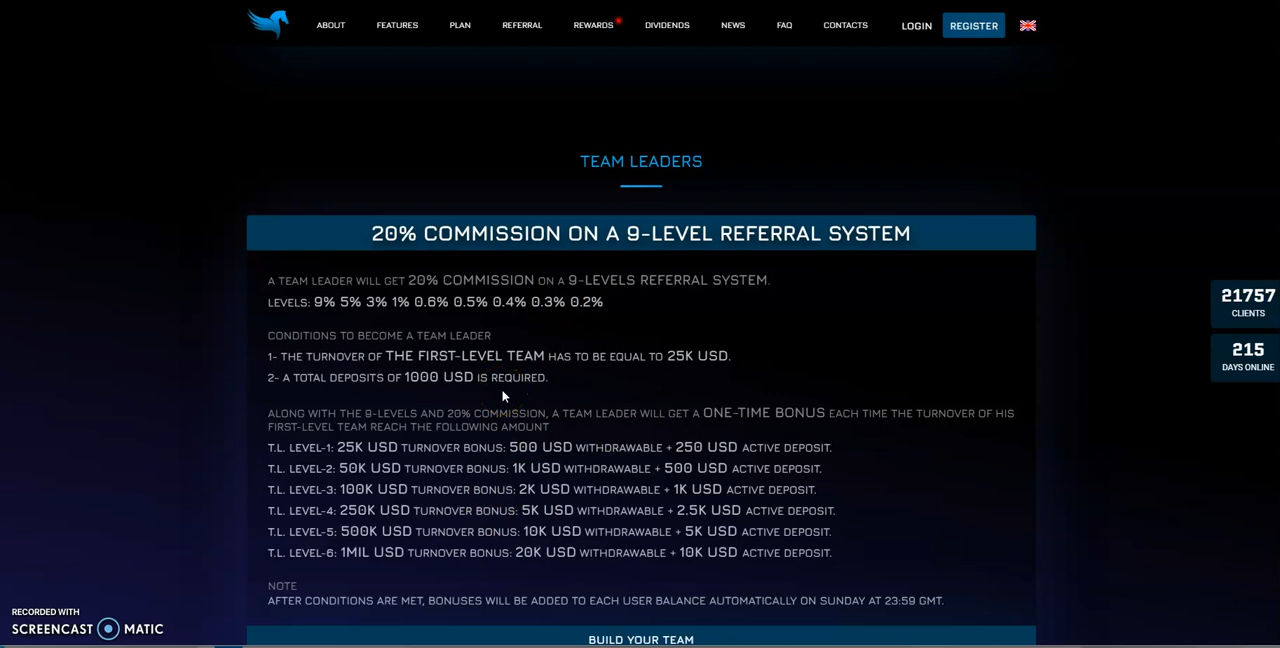 ABOUT FEATURES PLAN REFERRAL REWARDS DIVIDENDS NEWS FAQ CONTACTS LOGIN REGISTER
TEAM LEADERS
20% COMMISSION ON A 9-LEVEL REFERRAL SYSTEM
A TEAM LEADER WILL GET 20% COMMISSION ON A 9-LEVELS REFERRAL SYSTEM.
LEVELS: 9% 5% 3% 1% 0.6% 0.5% 0.4% 0.3% 0.2%
21757
CLIENTS
CONDITIONS TO BECOME A TEAM LEADER
1- THE TURNOVER OF THE FIRST-LEVEL TEAM HAS TO BE EQUAL TO 25K USD.
215
DAYS ONLINE
2- A TOTAL DEPOSITS OF 1000 USD IS REQUIRED.
ALONG WITH THE 9-LEVELS AND 20% COMMISSION, A TEAM LEADER WILL GET A ONE-TIME BONUS EACH TIME THE TURNOVER OF HIS
FIRST-LEVEL TEAM REACH THE FOLLOWING AMOUNT
T.L. LEVEL-1: 25K USD TURNOVER BONUS: 500 USD WITHDRAWABLE + 250 USD ACTIVE DEPOSIT.
T.L. LEVEL-2: 50K USD TURNOVER BONUS: 1K USD WITHDRAWABLE + 500 USD ACTIVE DEPOSIT.
T.L. LEVEL-3: 100K USD TURNOVER BONUS: 2K USD WITHDRAWABLE + 1K USD ACTIVE DEPOSIT.
T.L. LEVEL-4: 250K USD TURNOVER BONUS: 5K USD WITHDRAWABLE + 2.5K USD ACTIVE DEPOSIT.
T.L. LEVEL-5: 500K USD TURNOVER BONUS: 10K USD WITHDRAWABLE + 5K USD ACTIVE DEPOSIT.
T.L. LEVEL-6: 1MIL USD TURNOVER BONUS: 20K USD WITHDRAWABLE + 10K USD ACTIVE DEPOSIT.
NOTE
AFTER CONDITIONS ARE MET, BONUSES WILL BE ADDED TO EACH USER BALANCE AUTOMATICALLY ON SUNDAY AT 23:59 GMT.
BUILD YOUR TEAM
RECORDED WITH
SCREENCAST MATIC